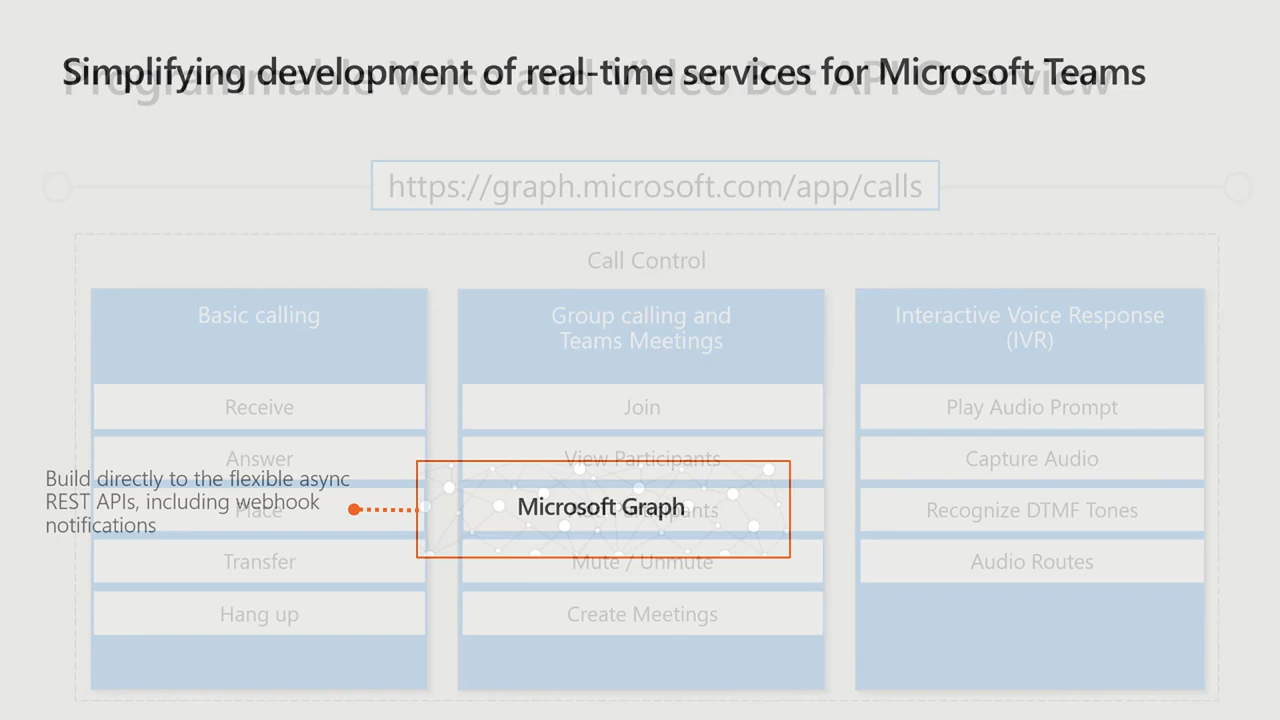 Simplifying development of real-time services for Microsoft Teams
Programmable Voice and Video Bot API Overview
https://graph.microsoft.com/app/calls
Call Control
Basic calling
Receive
Answer
Place
Transfer
Hang up
Group calling and
Teams Meetings
Join
View Participants
Participants
Mute / Unmute
Create Meetings
Interactive Voice Response
(IVR)
Play Audio Prompt
Capture Audio
Recognize DTMF Tones
Audio Routes
Build directly to the flexible async
REST APIs, including webhook
notifications
Microsoft Graph